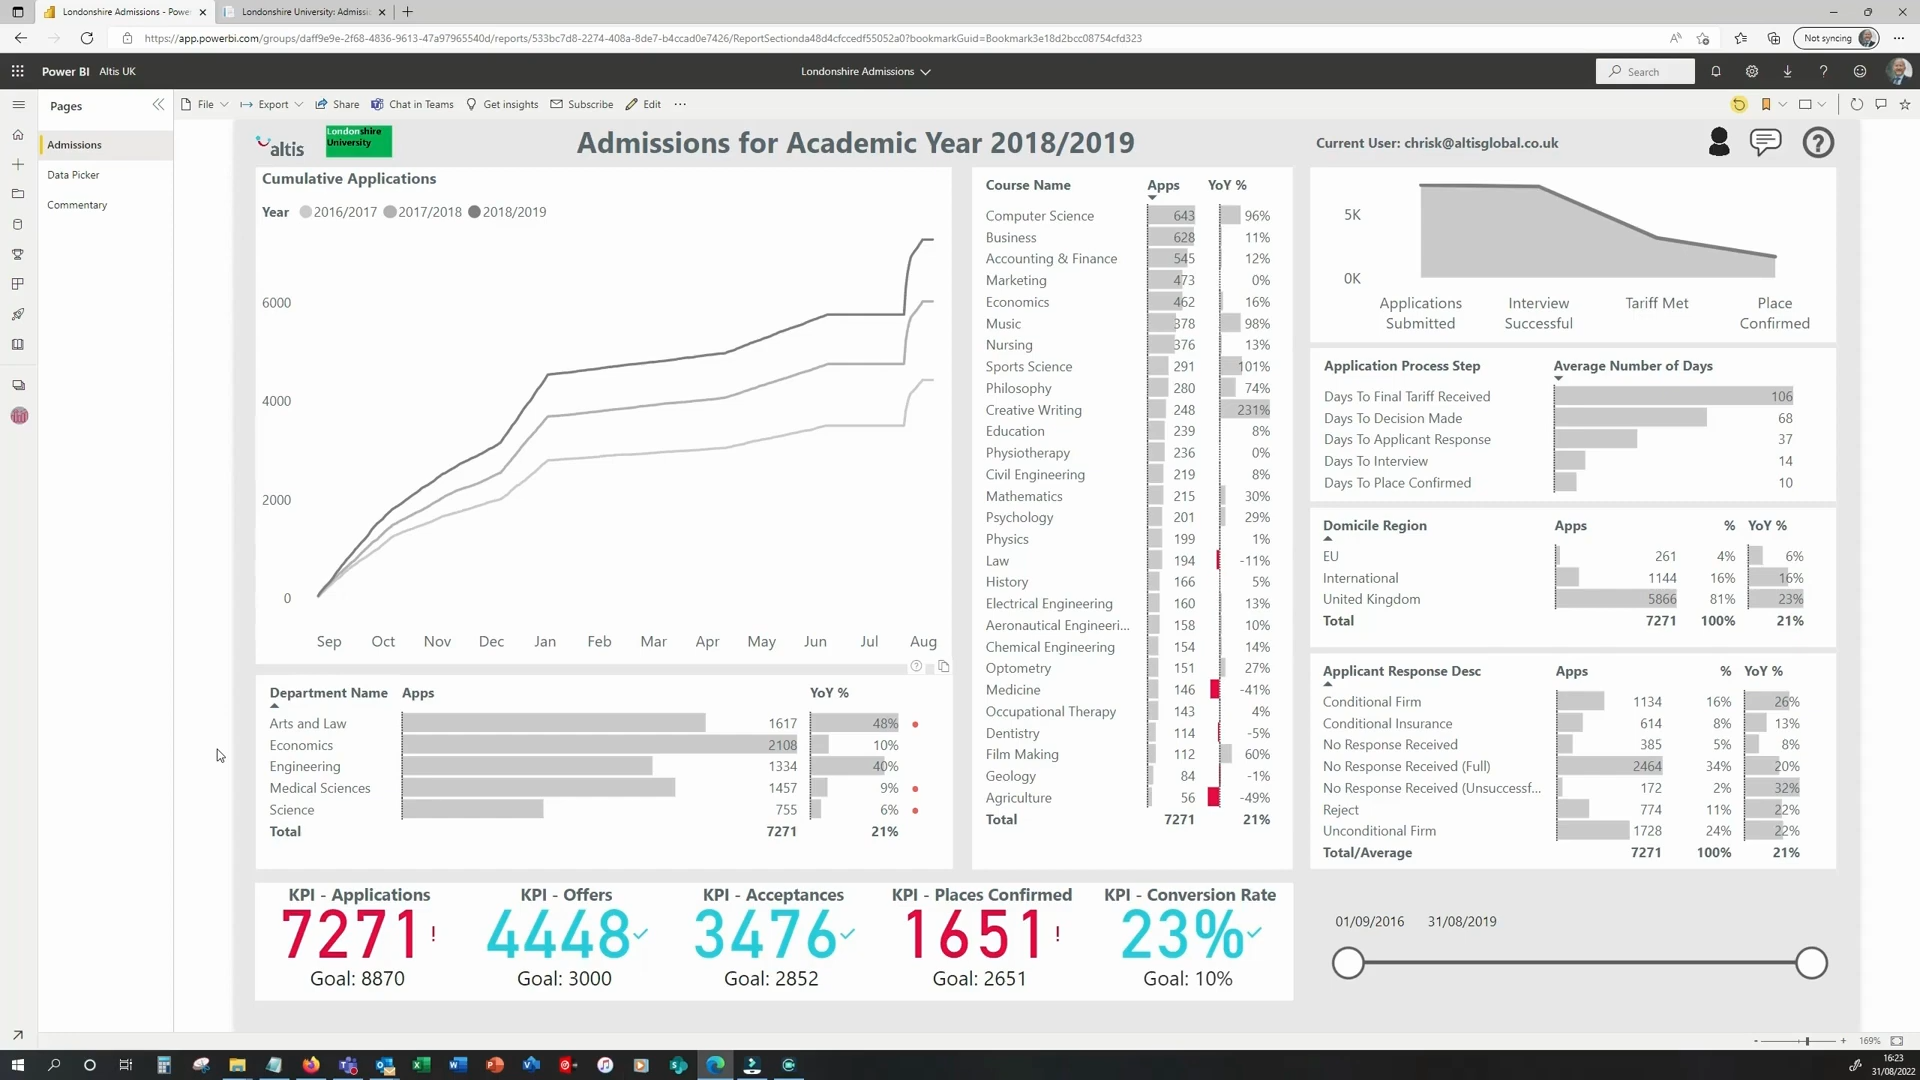 Londonshire Admissions - Powe
Londonshire University: Admissi
https://app.powerbi.com/groups/daff9e9e-2f68-4836-9613-47a97965540d/reports/533bc7d8-2274-408a-8de7-b4ccad0e7426/ReportSectionda48d4cfccedf55052a0?bookmarkGuid=Bookmark3e18d2bcc08754cfd323
Not syncing
Power BI Altis UK
Londonshire Admissions
Search
Pages
File Export Share Chat in Teams Get insights Subscribe Edit
Admissions
Data Picker
Commentary
altis
Londonshire
University
Admissions for Academic Year 2018/2019
Current User: chrisk@altisglobal.co.uk
Cumulative Applications
Year 2016/2017 2017/2018 2018/2019
6000
4000
2000
0
Sep Oct Nov Dec Jan Feb Mar Apr May Jun Jul Aug
Department Name Apps YoY %
Arts and Law 1617 48%
Economics 2108 10%
Engineering 1334 40%
Medical Sciences 1457 9%
Science 755 6%
Total 7271 21%
Course Name Apps YoY %
Computer Science 643 96%
Business 628 11%
Accounting & Finance 545 12%
Marketing 473 0%
Economics 462 16%
Music 378 98%
Nursing 376 13%
Sports Science 291 101%
Philosophy 280 74%
Creative Writing 248 231%
Education 239 8%
Physiotherapy 236 0%
Civil Engineering 219 8%
Mathematics 215 30%
Psychology 201 29%
Physics 199 1%
Law 194 -11%
History 166 5%
Electrical Engineering 160 13%
Aeronautical Engineeri... 158 10%
Chemical Engineering 154 14%
Optometry 151 27%
Medicine 146 -41%
Occupational Therapy 143 4%
Dentistry 114 -5%
Film Making 112 60%
Geology 84 -1%
Agriculture 56 -49%
Total 7271 21%
5K
0K
Applications Submitted
Interview Successful
Tariff Met
Place Confirmed
Application Process Step Average Number of Days
Days To Final Tariff Received 106
Days To Decision Made 68
Days To Applicant Response 37
Days To Interview 14
Days To Place Confirmed 10
Domicile Region Apps % YoY %
EU 261 4% 6%
International 1144 16% 16%
United Kingdom 5866 81% 23%
Total 7271 100% 21%
Applicant Response Desc Apps % YoY %
Conditional Firm 1134 16% 26%
Conditional Insurance 614 8% 13%
No Response Received 385 5% 8%
No Response Received (Full) 2464 34% 20%
No Response Received (Unsuccessf... 172 2% 32%
Reject 774 11% 22%
Unconditional Firm 1728 24% 22%
Total/Average 7271 100% 21%
KPI - Applications
7271!
Goal: 8870
KPI - Offers
4448
Goal: 3000
KPI - Acceptances
3476
Goal: 2852
KPI - Places Confirmed
1651!
Goal: 2651
KPI - Conversion Rate
23%
Goal: 10%
01/09/2016 31/08/2019
- + 169%
16:23
31/08/2022